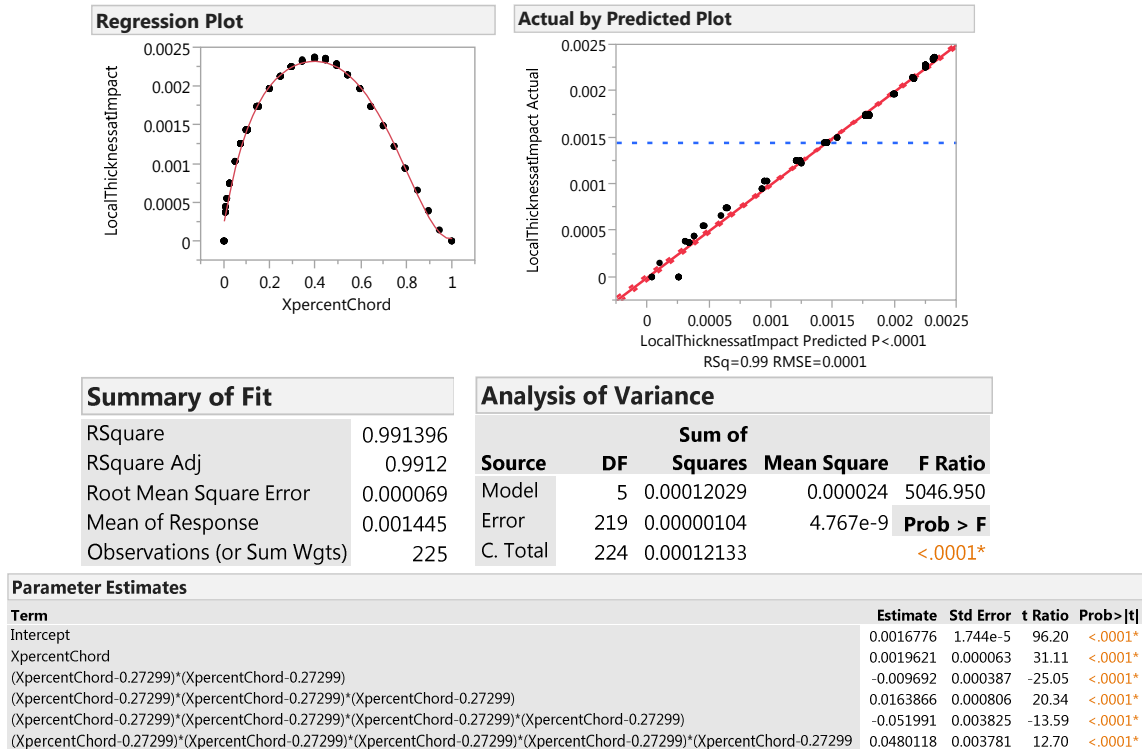 Regression Plot
LocalThicknessatImpact
0.0025
0.002
0.0015
0.001
0.0005
0
0 0.2 0.4 0.6 0.8 1
XpercentChord
Actual by Predicted Plot
LocalThicknessatImpact Actual
0.0025
0.002
0.0015
0.001
0.0005
0
0 0.0005 0.001 0.0015 0.002 0.0025
LocalThicknessatImpact Predicted P<.0001
RSq=0.99 RMSE=0.0001
Summary of Fit
RSquare 0.991396
RSquare Adj 0.9912
Root Mean Square Error 0.000069
Mean of Response 0.001445
Observations (or Sum Wgts) 225
Analysis of Variance
Sum of
Source DF Squares Mean Square F Ratio
Model 5 0.00012029 0.000024 5046.950
Error 219 0.00000104 4.767e-9 Prob > F
C. Total 224 0.00012133 <.0001*
Parameter Estimates
Term Estimate Std Error t Ratio Prob>|t|
Intercept 0.0016776 1.744e-5 96.20 <.0001*
XpercentChord 0.0019621 0.000063 31.11 <.0001*
(XpercentChord-0.27299)*(XpercentChord-0.27299) -0.009692 0.000387 -25.05 <.0001*
(XpercentChord-0.27299)*(XpercentChord-0.27299)*(XpercentChord-0.27299) 0.0163866 0.000806 20.34 <.0001*
(XpercentChord-0.27299)*(XpercentChord-0.27299)*(XpercentChord-0.27299)*(XpercentChord-0.27299) -0.051991 0.003825 -13.59 <.0001*
(XpercentChord-0.27299)*(XpercentChord-0.27299)*(XpercentChord-0.27299)*(XpercentChord-0.27299)*(XpercentChord-0.27299 0.0480118 0.003781 12.70 <.0001*